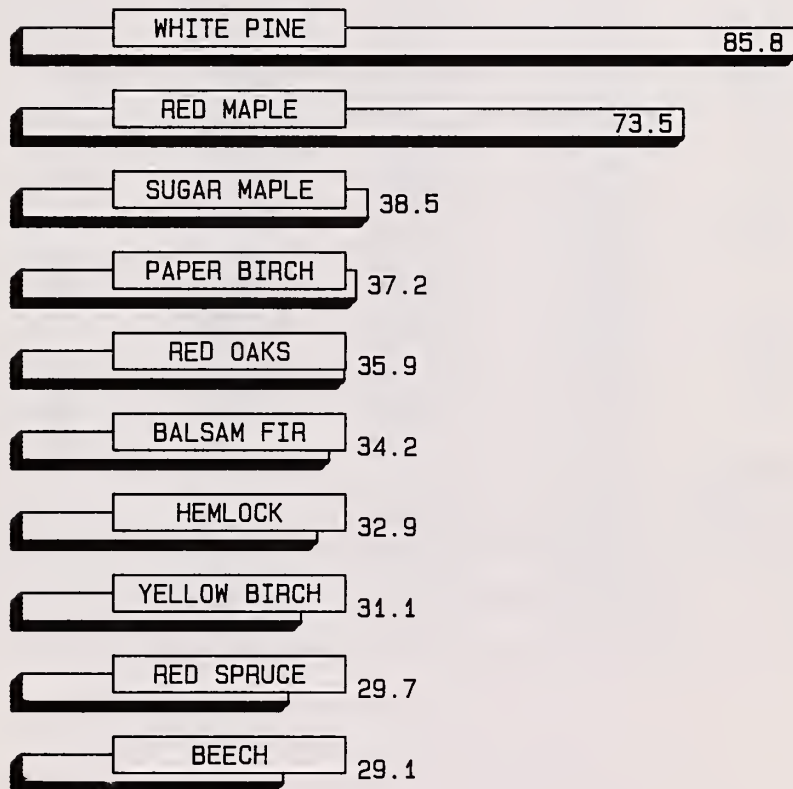 WHITE PINE
85.8
RED MAPLE
73.5
SUGAR MAPLE
38.5
PAPER BIRCH
37.2
RED OAKS
35.9
BALSAM FIR
34.2
HEMLOCK
32.9
YELLOW BIRCH
31.1
RED SPRUCE
29.7
BEECH
29.1